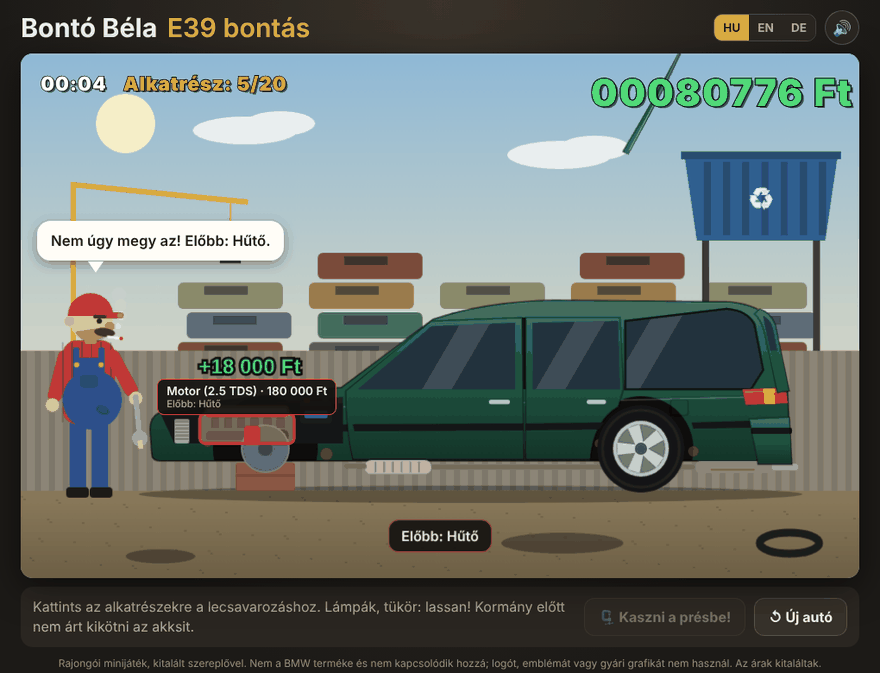 Bontó Béla E39 bontás
HU EN DE
00:04 Alkatrész: 5/20
00080776 Ft
Nem úgy megy az! Előbb: Hűtő.
+18 000 Ft
Motor (2.5 TDS) · 180 000 Ft
Előbb: Hűtő
Előbb: Hűtő
Kattints az alkatrészekre a lecsavarozáshoz. Lámpák, tükör: lassan! Kormány előtt
nem árt kikötni az akksit.
Kaszni a présbe!
Új autó
Rajongói minijáték, kitalált szereplővel. Nem a BMW terméke és nem kapcsolódik hozzá; logót, emblémát vagy gyári grafikát nem használ. Az árak kitaláltak.